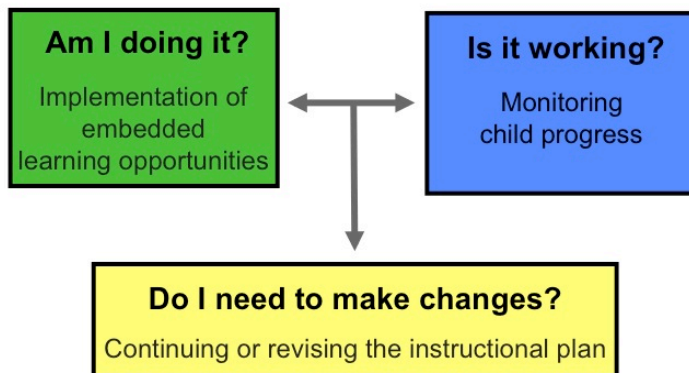 Am I doing it?
Implementation of
embedded
learning opportunities
Is it working?
Monitoring
child progress
Do I need to make changes?
Continuing or revising the instructional plan